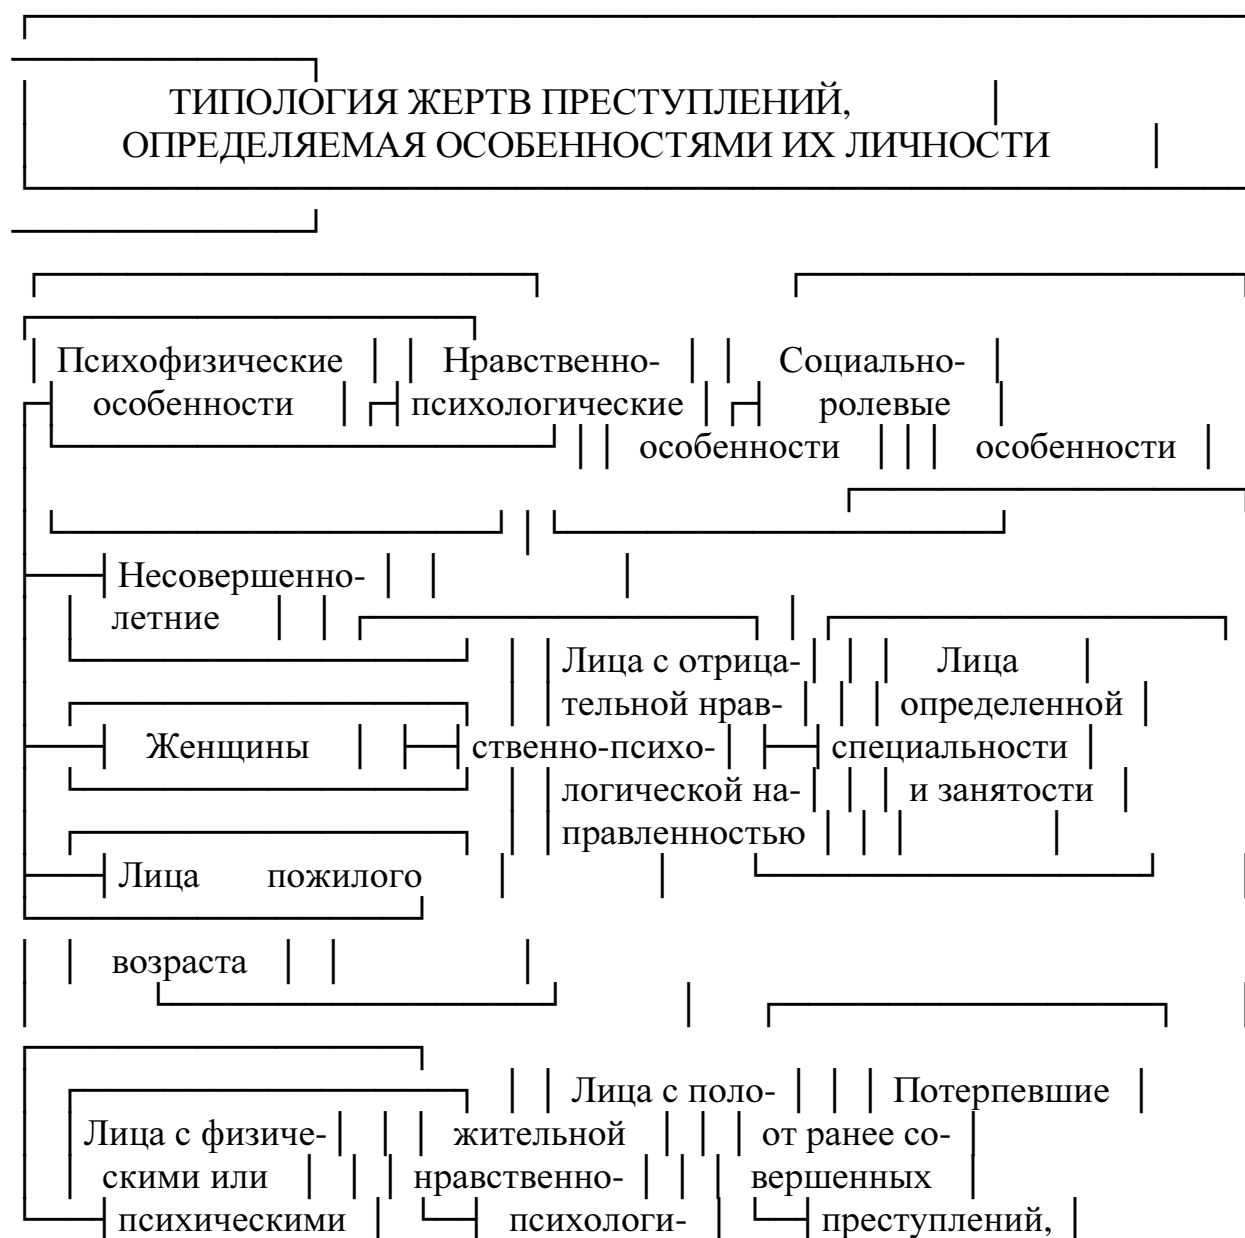 ТИПОЛОГИЯ ЖЕРТВ ПРЕСТУПЛЕНИЙ,
ОПРЕДЕЛЯЕМАЯ ОСОБЕННОСТЯМИ ИХ ЛИЧНОСТИ
Психофизические Нравственно- Социально-
особенности психологические ролевые
особенности особенности
Несовершенно-
летние
Лица с отрица- Лица
тельной нрав- определенной
Женщины ственно-психо- специальности
логической на- и занятости
правленностью
Лица пожилого
возраста
Лица с поло- Потерпевшие
Лица с физиче- жительной от ранее со-
скими или нравственно- вершенных
психическими психологи- преступлений,